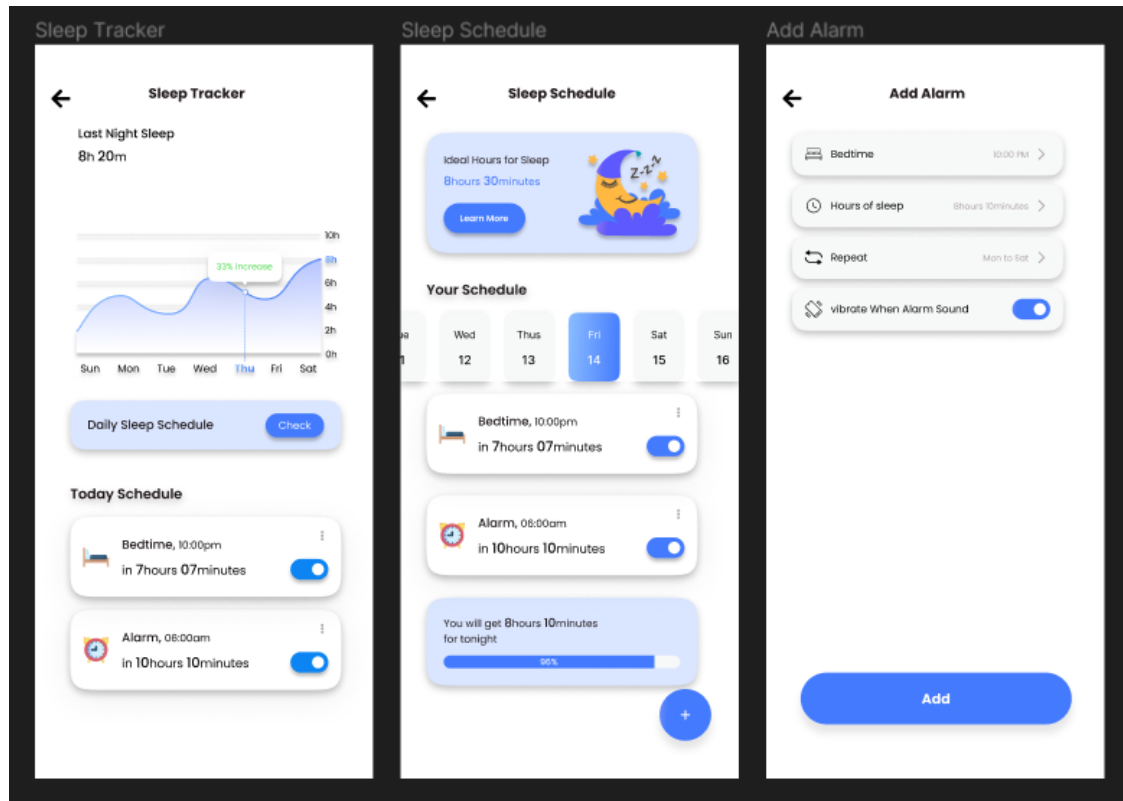 Sleep Tracker
Sleep Tracker
Last Night Sleep
8h 20m
10h
8h
33% Increase
6h
4h
2h
0h
Sun Mon Tue Wed Thu Fri Sat
Daily Sleep Schedule
Check
Today Schedule
Bedtime, 10:00pm
in 7hours 07minutes
Alarm, 06:00am
in 10hours 10minutes
Sleep Schedule
Sleep Schedule
Ideal Hours for Sleep
8hours 30minutes
Z-z-z
Learn More
Your Schedule
ue Wed Thus Fri Sat Sun
1 12 13 14 15 16
Bedtime, 10:00pm
in 7hours 07minutes
Alarm, 06:00am
in 10hours 10minutes
You will get 8hours 10minutes
for tonight
96%
+
Add Alarm
Add Alarm
Bedtime 10:00 PM
Hours of sleep 8hours 10minutes
Repeat Mon to Sat
vibrate When Alarm Sound
Add